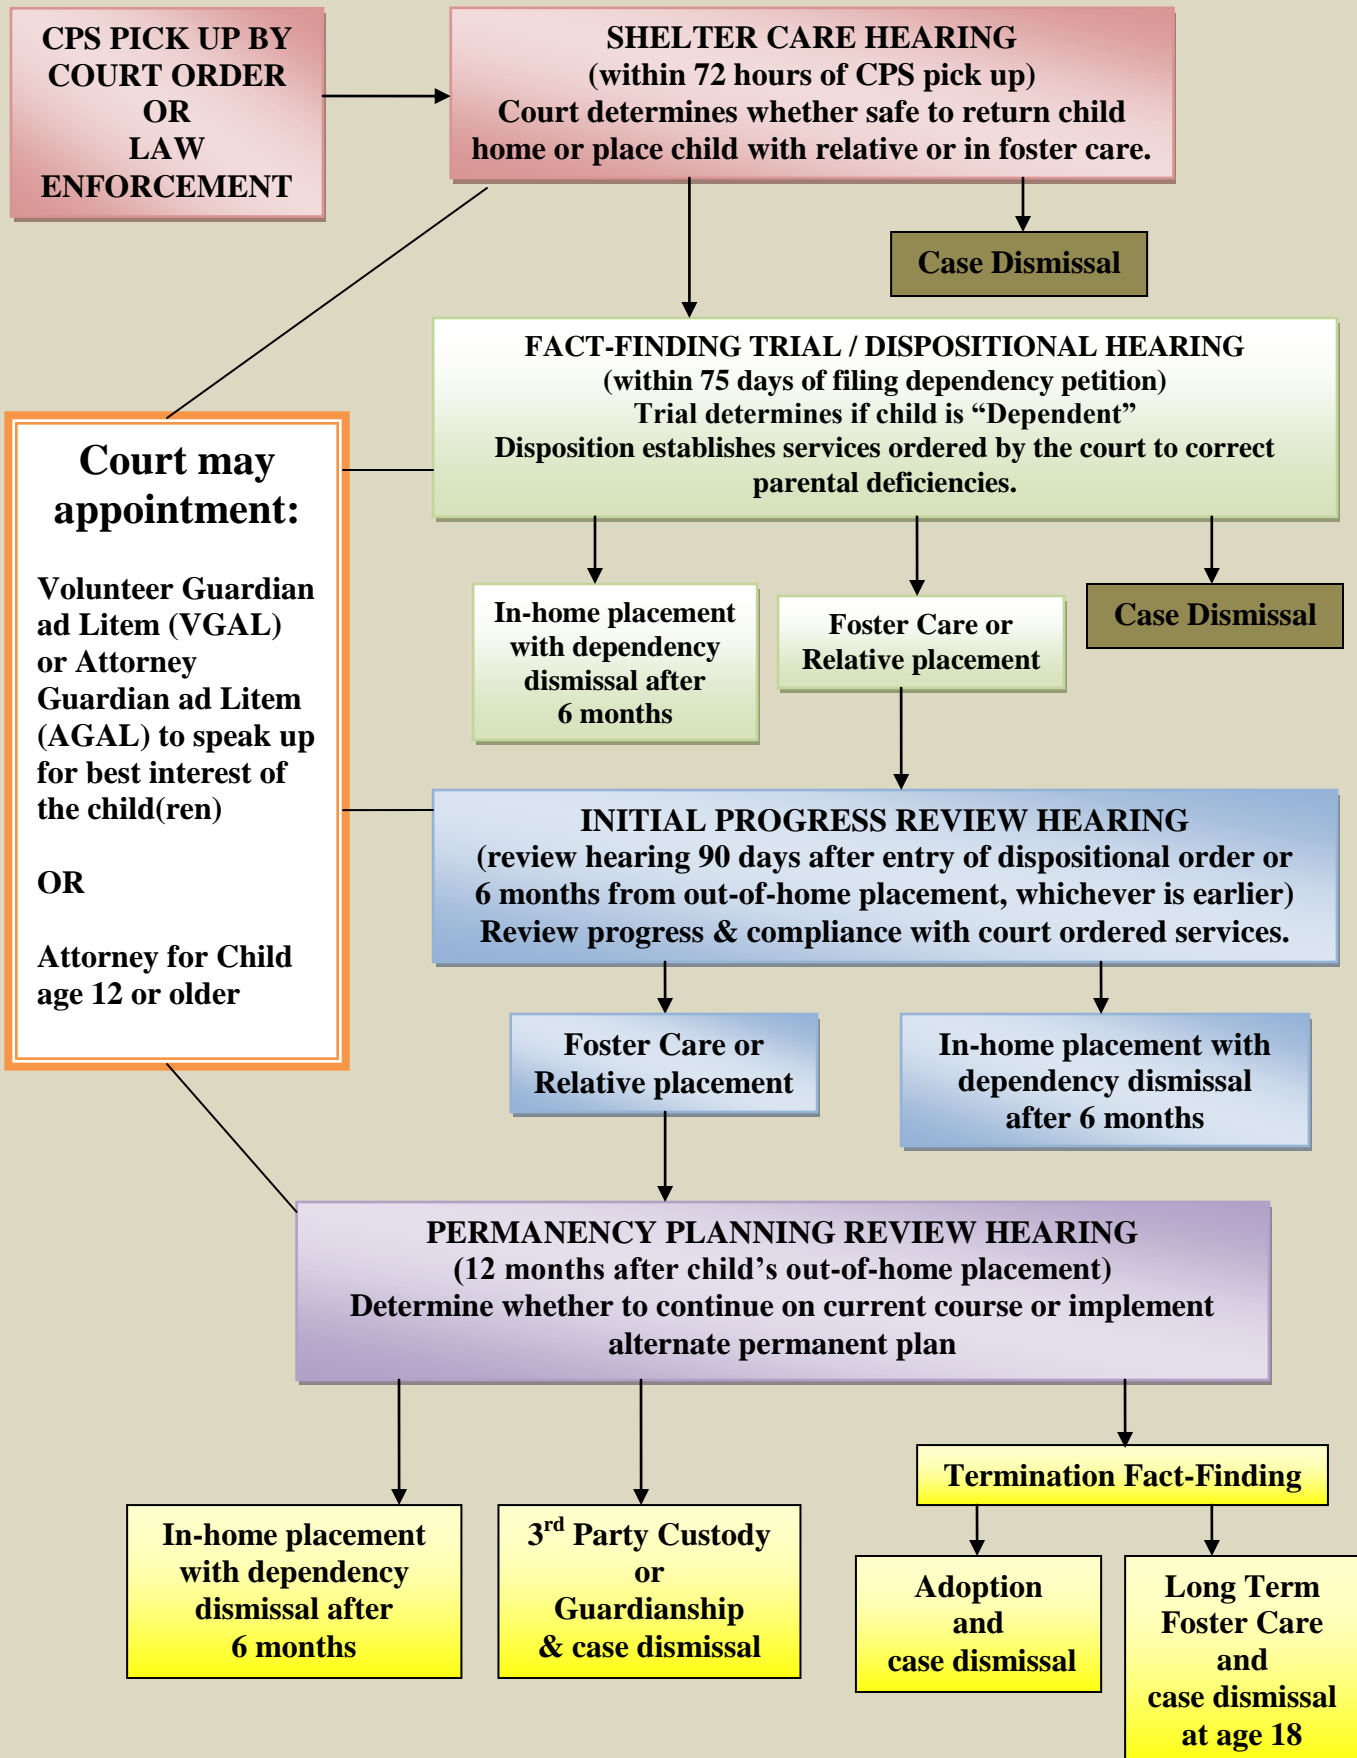 CPS PICK UP BY
COURT ORDER
OR
LAW
ENFORCEMENT
SHELTER CARE HEARING
(within 72 hours of CPS pick up)
Court determines whether safe to return child
home or place child with relative or in foster care.
Case Dismissal
FACT-FINDING TRIAL / DISPOSITIONAL HEARING
(within 75 days of filing dependency petition)
Trial determines if child is “Dependent”
Disposition establishes services ordered by the court to correct
parental deficiencies.
Court may
appointment:
Volunteer Guardian
ad Litem (VGAL)
or Attorney
Guardian ad Litem
(AGAL) to speak up
for best interest of
the child(ren)
OR
Attorney for Child
age 12 or older
In-home placement
with dependency
dismissal after
6 months
Foster Care or
Relative placement
Case Dismissal
INITIAL PROGRESS REVIEW HEARING
(review hearing 90 days after entry of dispositional order or
6 months from out-of-home placement, whichever is earlier)
Review progress & compliance with court ordered services.
Foster Care or
Relative placement
In-home placement with
dependency dismissal
after 6 months
PERMANENCY PLANNING REVIEW HEARING
(12 months after child’s out-of-home placement)
Determine whether to continue on current course or implement
alternate permanent plan
In-home placement
with dependency
dismissal after
6 months
3rd Party Custody
or
Guardianship
& case dismissal
Termination Fact-Finding
Adoption
and
case dismissal
Long Term
Foster Care
and
case dismissal
at age 18